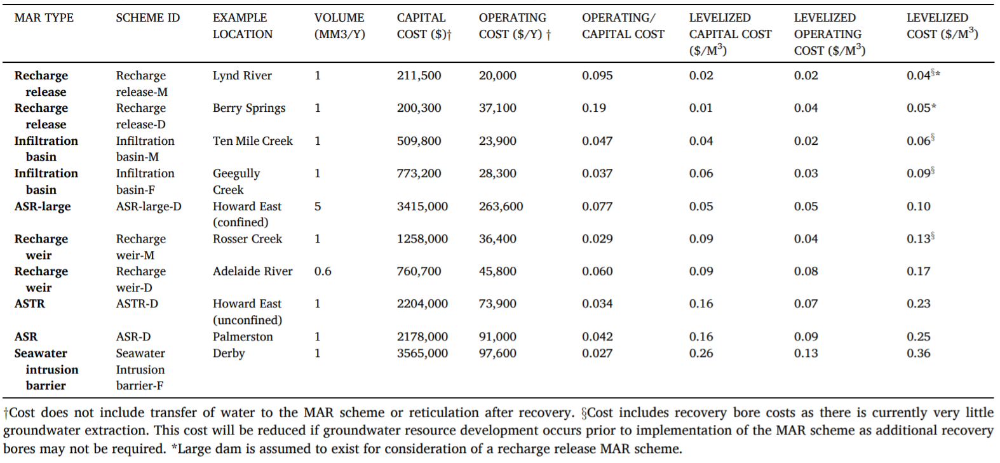 MAR TYPE SCHEME ID EXAMPLE VOLUME CAPITAL OPERATING OPERATING/ LEVELIZED LEVELIZED LEVELIZED
LOCATION (MM3/Y) COST ($)† COST ($/Y) † CAPITAL COST CAPITAL COST OPERATING COST ($/M³)
($/M³) COST ($/M³)
Recharge Recharge Lynd River 1 211,500 20,000 0.095 0.02 0.02 0.04§*
release release-M
Recharge Recharge Berry Springs 1 200,300 37,100 0.19 0.01 0.04 0.05*
release release-D
Infiltration Infiltration Ten Mile Creek 1 509,800 23,900 0.047 0.04 0.02 0.06§
basin basin-M
Infiltration Infiltration Geegully 1 773,200 28,300 0.037 0.06 0.03 0.09§
basin basin-F Creek
ASR-large ASR-large-D Howard East 5 3415,000 263,600 0.077 0.05 0.05 0.10
(confined)
Recharge Recharge Rosser Creek 1 1258,000 36,400 0.029 0.09 0.04 0.13§
weir weir-M
Recharge Recharge Adelaide River 0.6 760,700 45,800 0.060 0.09 0.08 0.17
weir weir-D
ASTR ASTR-D Howard East 1 2204,000 73,900 0.034 0.16 0.07 0.23
(unconfined)
ASR ASR-D Palmerston 1 2178,000 91,000 0.042 0.16 0.09 0.25
Seawater Seawater Derby 1 3565,000 97,600 0.027 0.26 0.13 0.36
intrusion Intrusion
barrier barrier-F
†Cost does not include transfer of water to the MAR scheme or reticulation after recovery. §Cost includes recovery bore costs as there is currently very little
groundwater extraction. This cost will be reduced if groundwater resource development occurs prior to implementation of the MAR scheme as additional recovery
bores may not be required. *Large dam is assumed to exist for consideration of a recharge release MAR scheme.